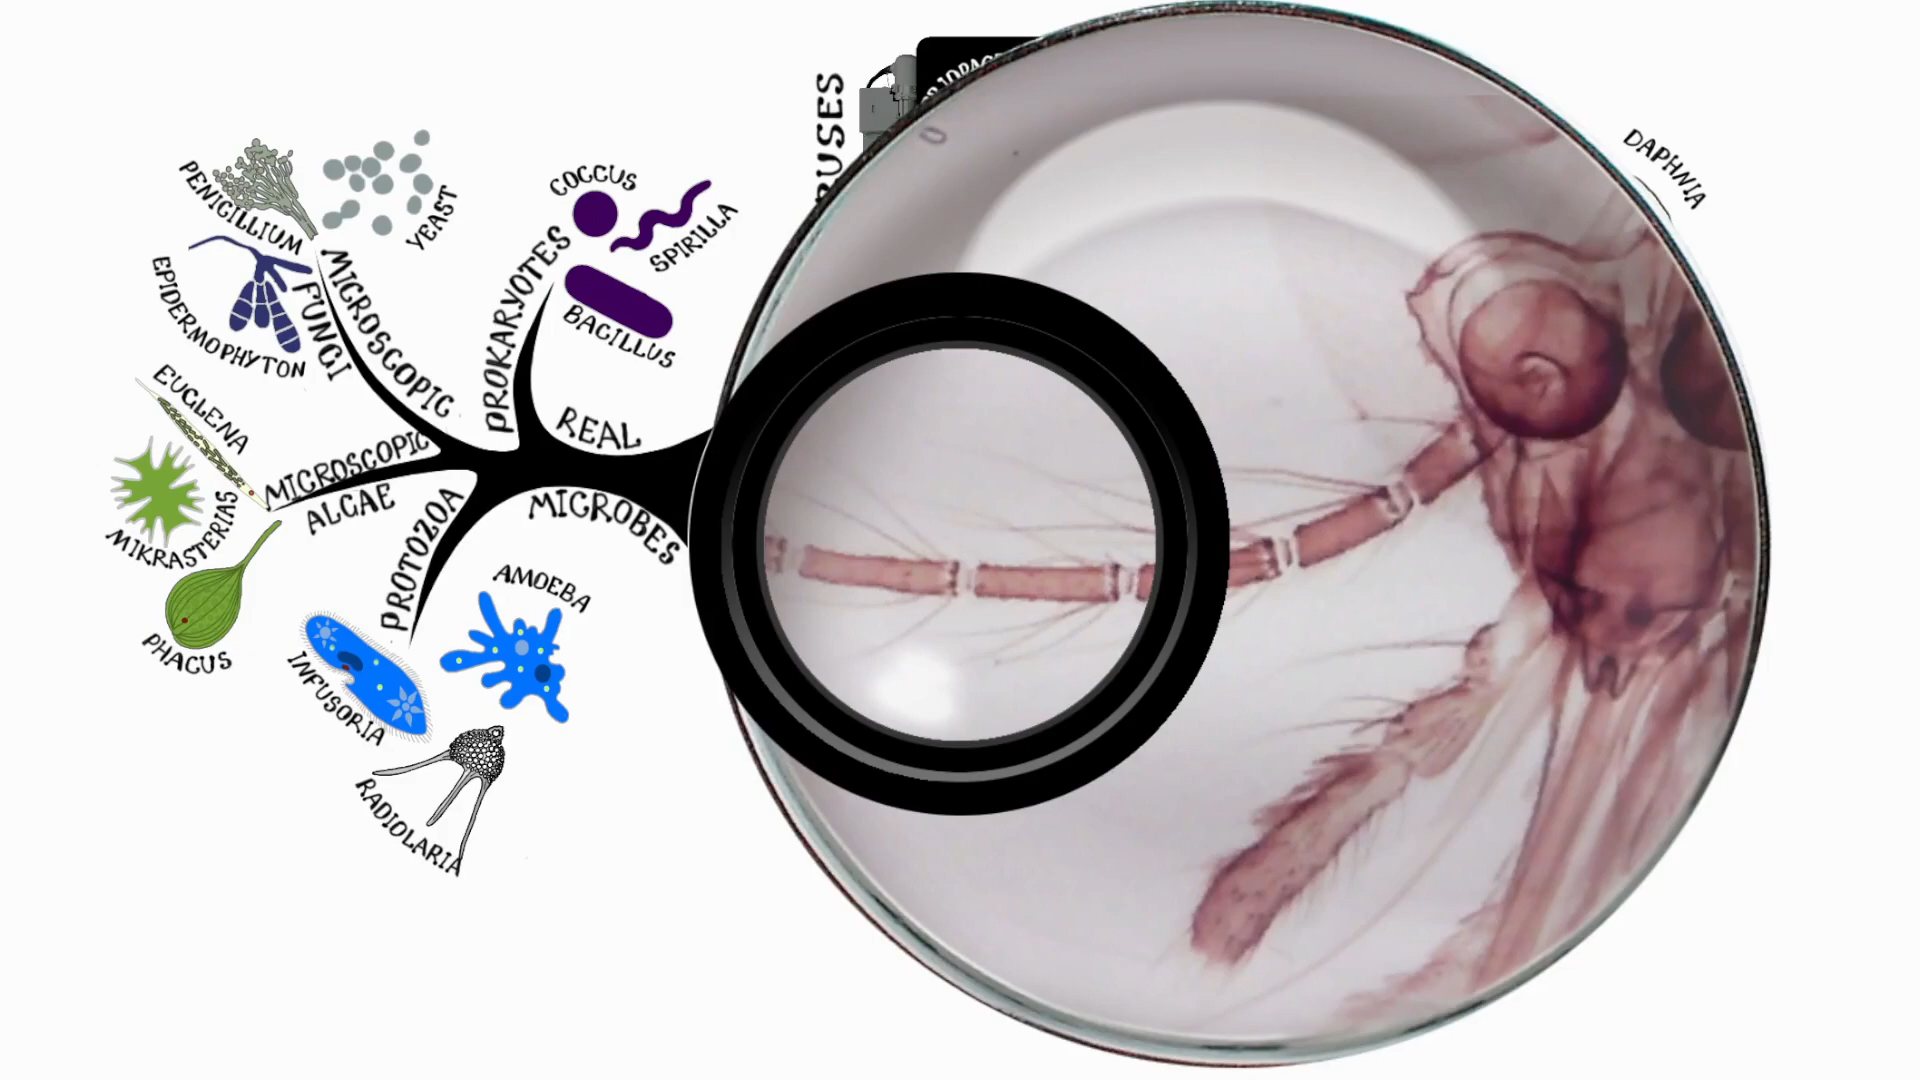 PENICILLIUM
YEAST
EPIDERMOPHYTON
MICROSCOPIC
FUNGI
COCCUS
SPIRILLA
BACILLUS
PROKARYOTES
REAL
MICROBES
EUGLENA
MIKRASTERIAS
PHACUS
MICROSCOPIC
ALGAE
PROTOZOA
AMOEBA
INFUSORIA
RADIOLARIA
DAPHNIA